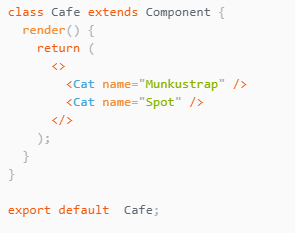 class Cafe extends Component {
  render() {
    return (
      <>
        <Cat name="Munkustrap" />
        <Cat name="Spot" />
      </>
    );
  }
}

export default  Cafe;